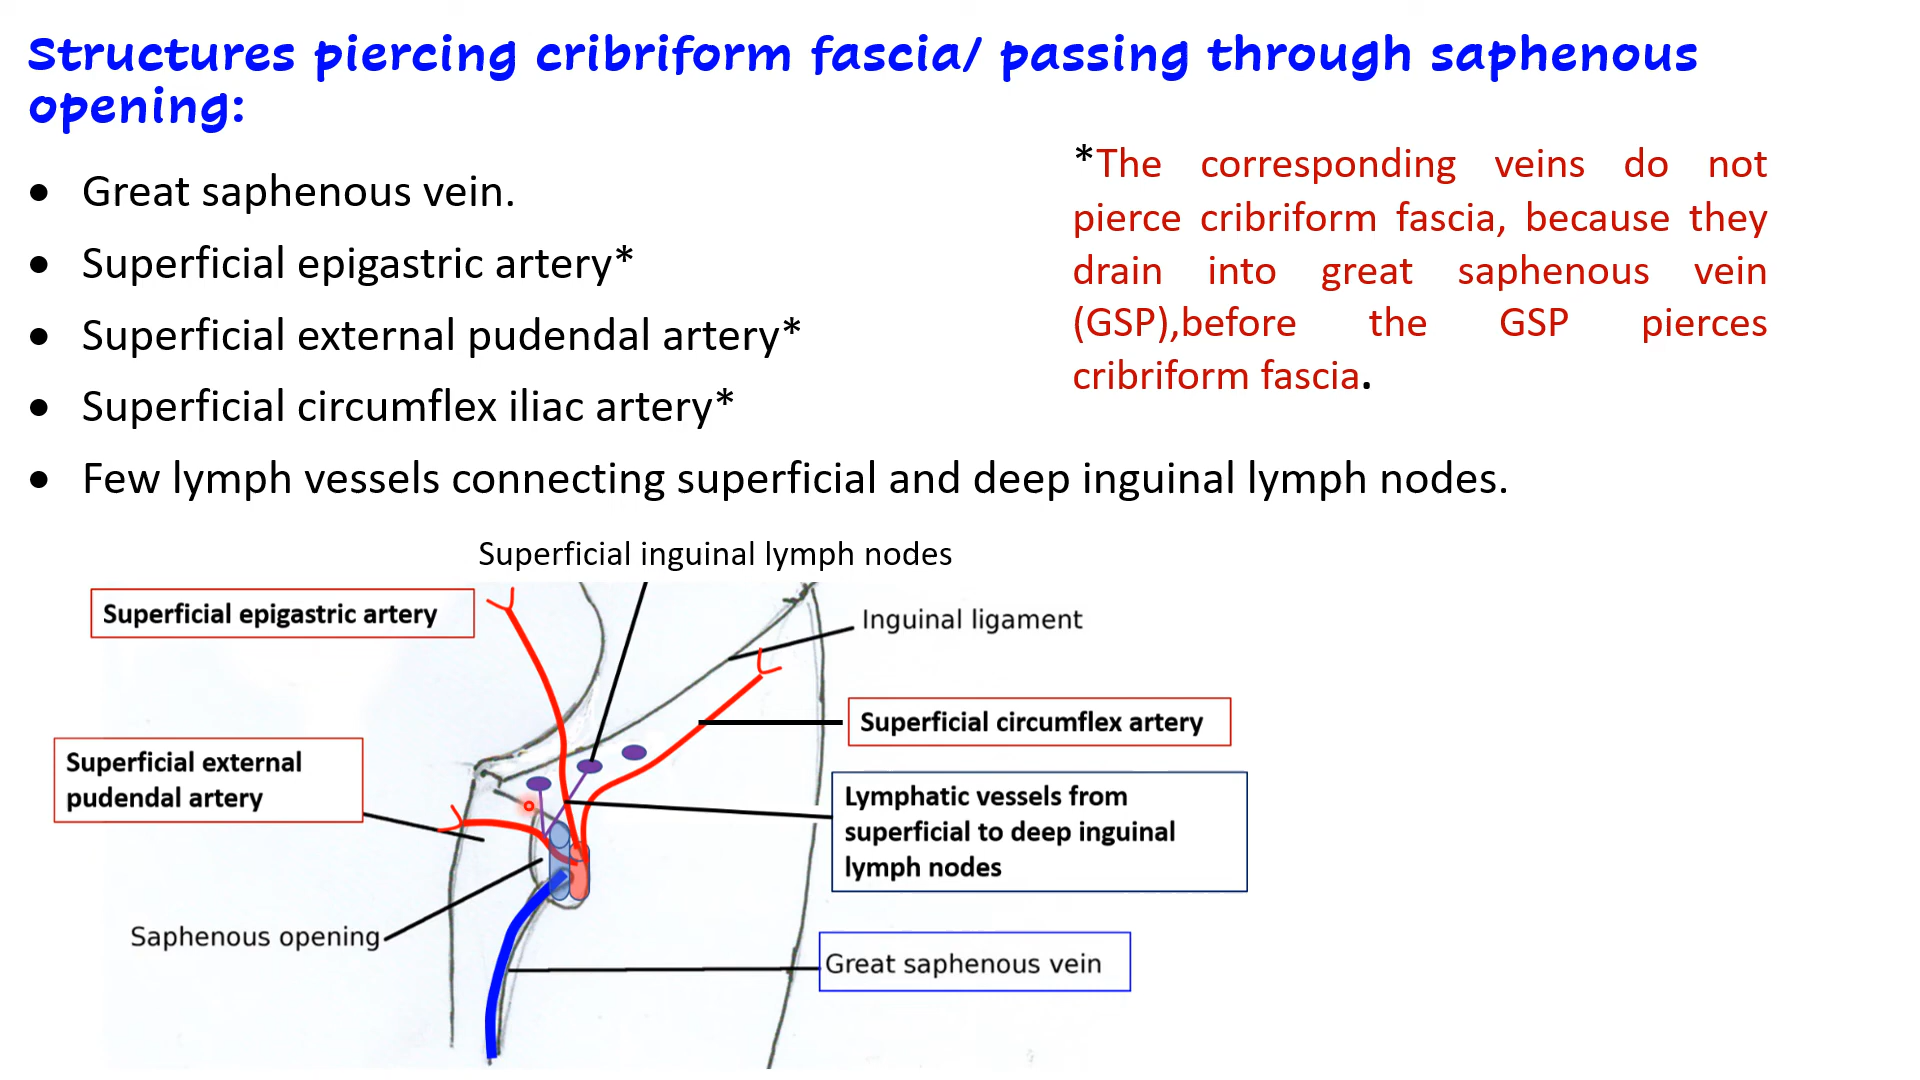 Structures piercing cribriform fascia/ passing through saphenous
opening:
• Great saphenous vein.
• Superficial epigastric artery*
• Superficial external pudendal artery*
• Superficial circumflex iliac artery*
• Few lymph vessels connecting superficial and deep inguinal lymph nodes.
*The corresponding veins do not
pierce cribriform fascia, because they
drain into great saphenous vein
(GSP),before the GSP pierces
cribriform fascia.
Superficial inguinal lymph nodes
Superficial epigastric artery
Inguinal ligament
Superficial circumflex artery
Superficial external
pudendal artery
Lymphatic vessels from
superficial to deep inguinal
lymph nodes
Saphenous opening
Great saphenous vein